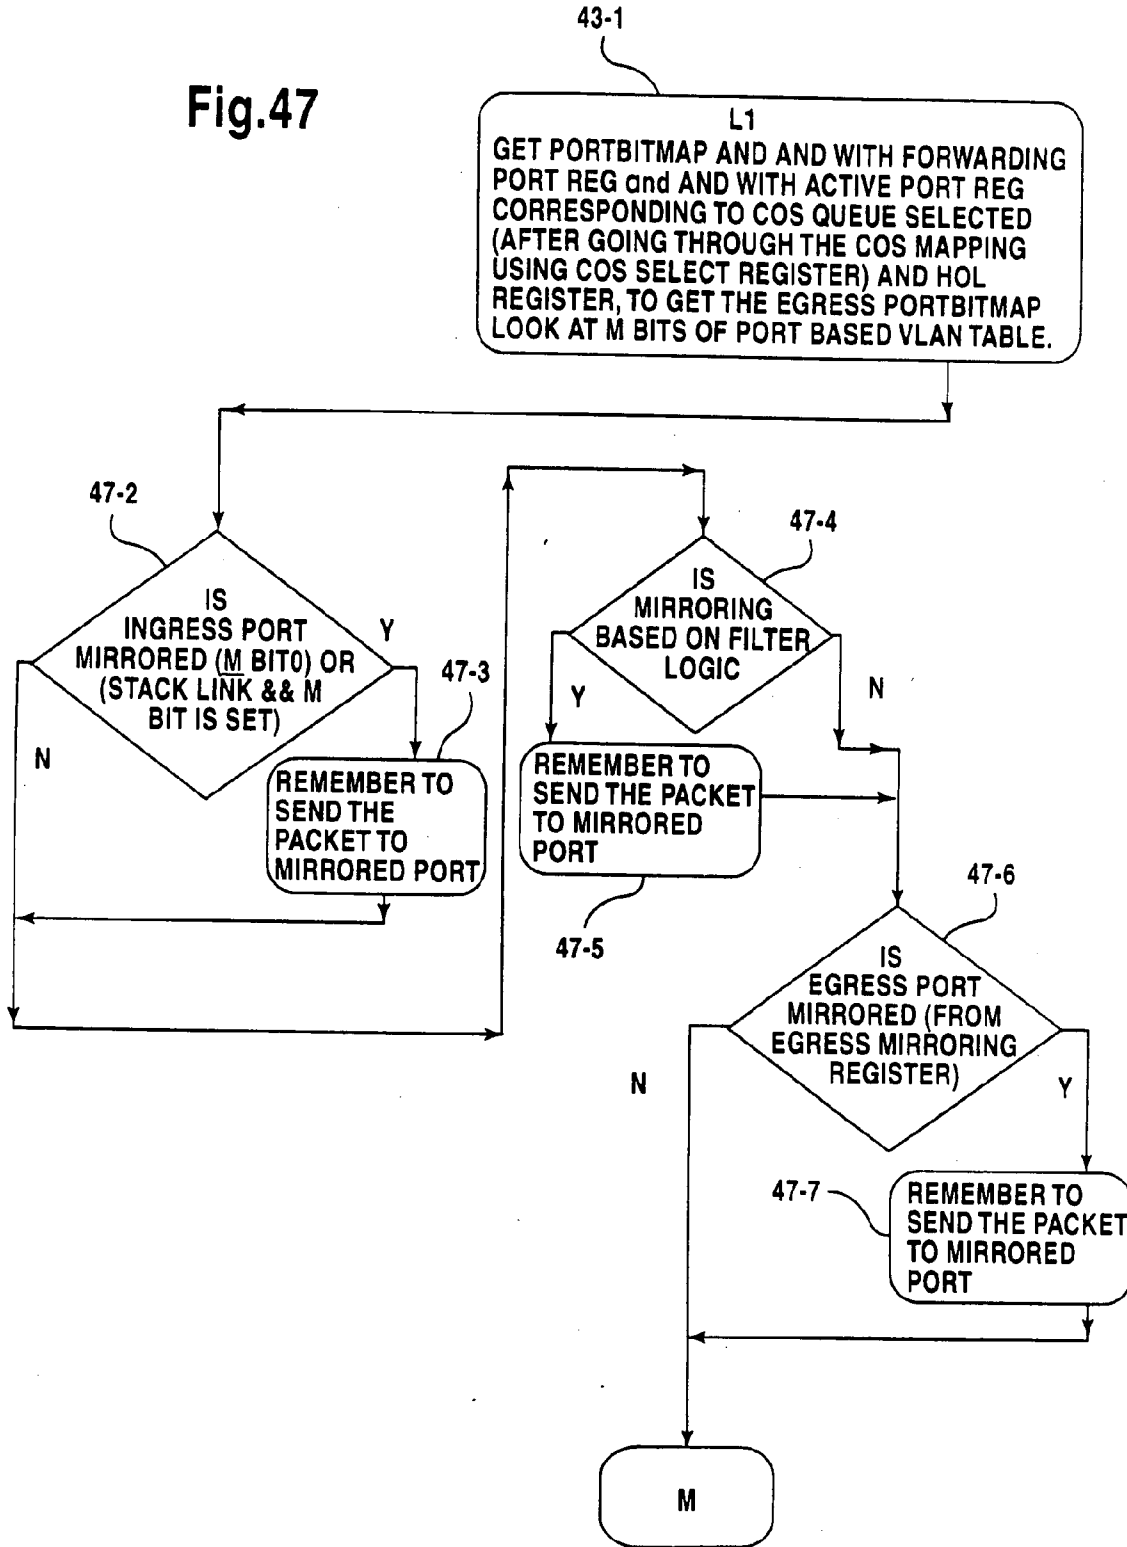 43-1
Fig.47
L1
GET PORTBITMAP AND AND WITH FORWARDING
PORT REG and AND WITH ACTIVE PORT REG
CORRESPONDING TO COS QUEUE SELECTED
(AFTER GOING THROUGH THE COS MAPPING
USING COS SELECT REGISTER) AND HOL
REGISTER, TO GET THE EGRESS PORTBITMAP
LOOK AT M BITS OF PORT BASED VLAN TABLE.
47-2
IS
INGRESS PORT
MIRRORED (M BIT0) OR
(STACK LINK && M
BIT IS SET)
Y
N
47-3
REMEMBER TO
SEND THE
PACKET TO
MIRRORED PORT
47-4
IS
MIRRORING
BASED ON FILTER
LOGIC
Y
N
REMEMBER TO
SEND THE PACKET
TO MIRRORED
PORT
47-5
47-6
IS
EGRESS PORT
MIRRORED (FROM
EGRESS MIRRORING
REGISTER)
N
Y
47-7
REMEMBER TO
SEND THE PACKET
TO MIRRORED
PORT
M